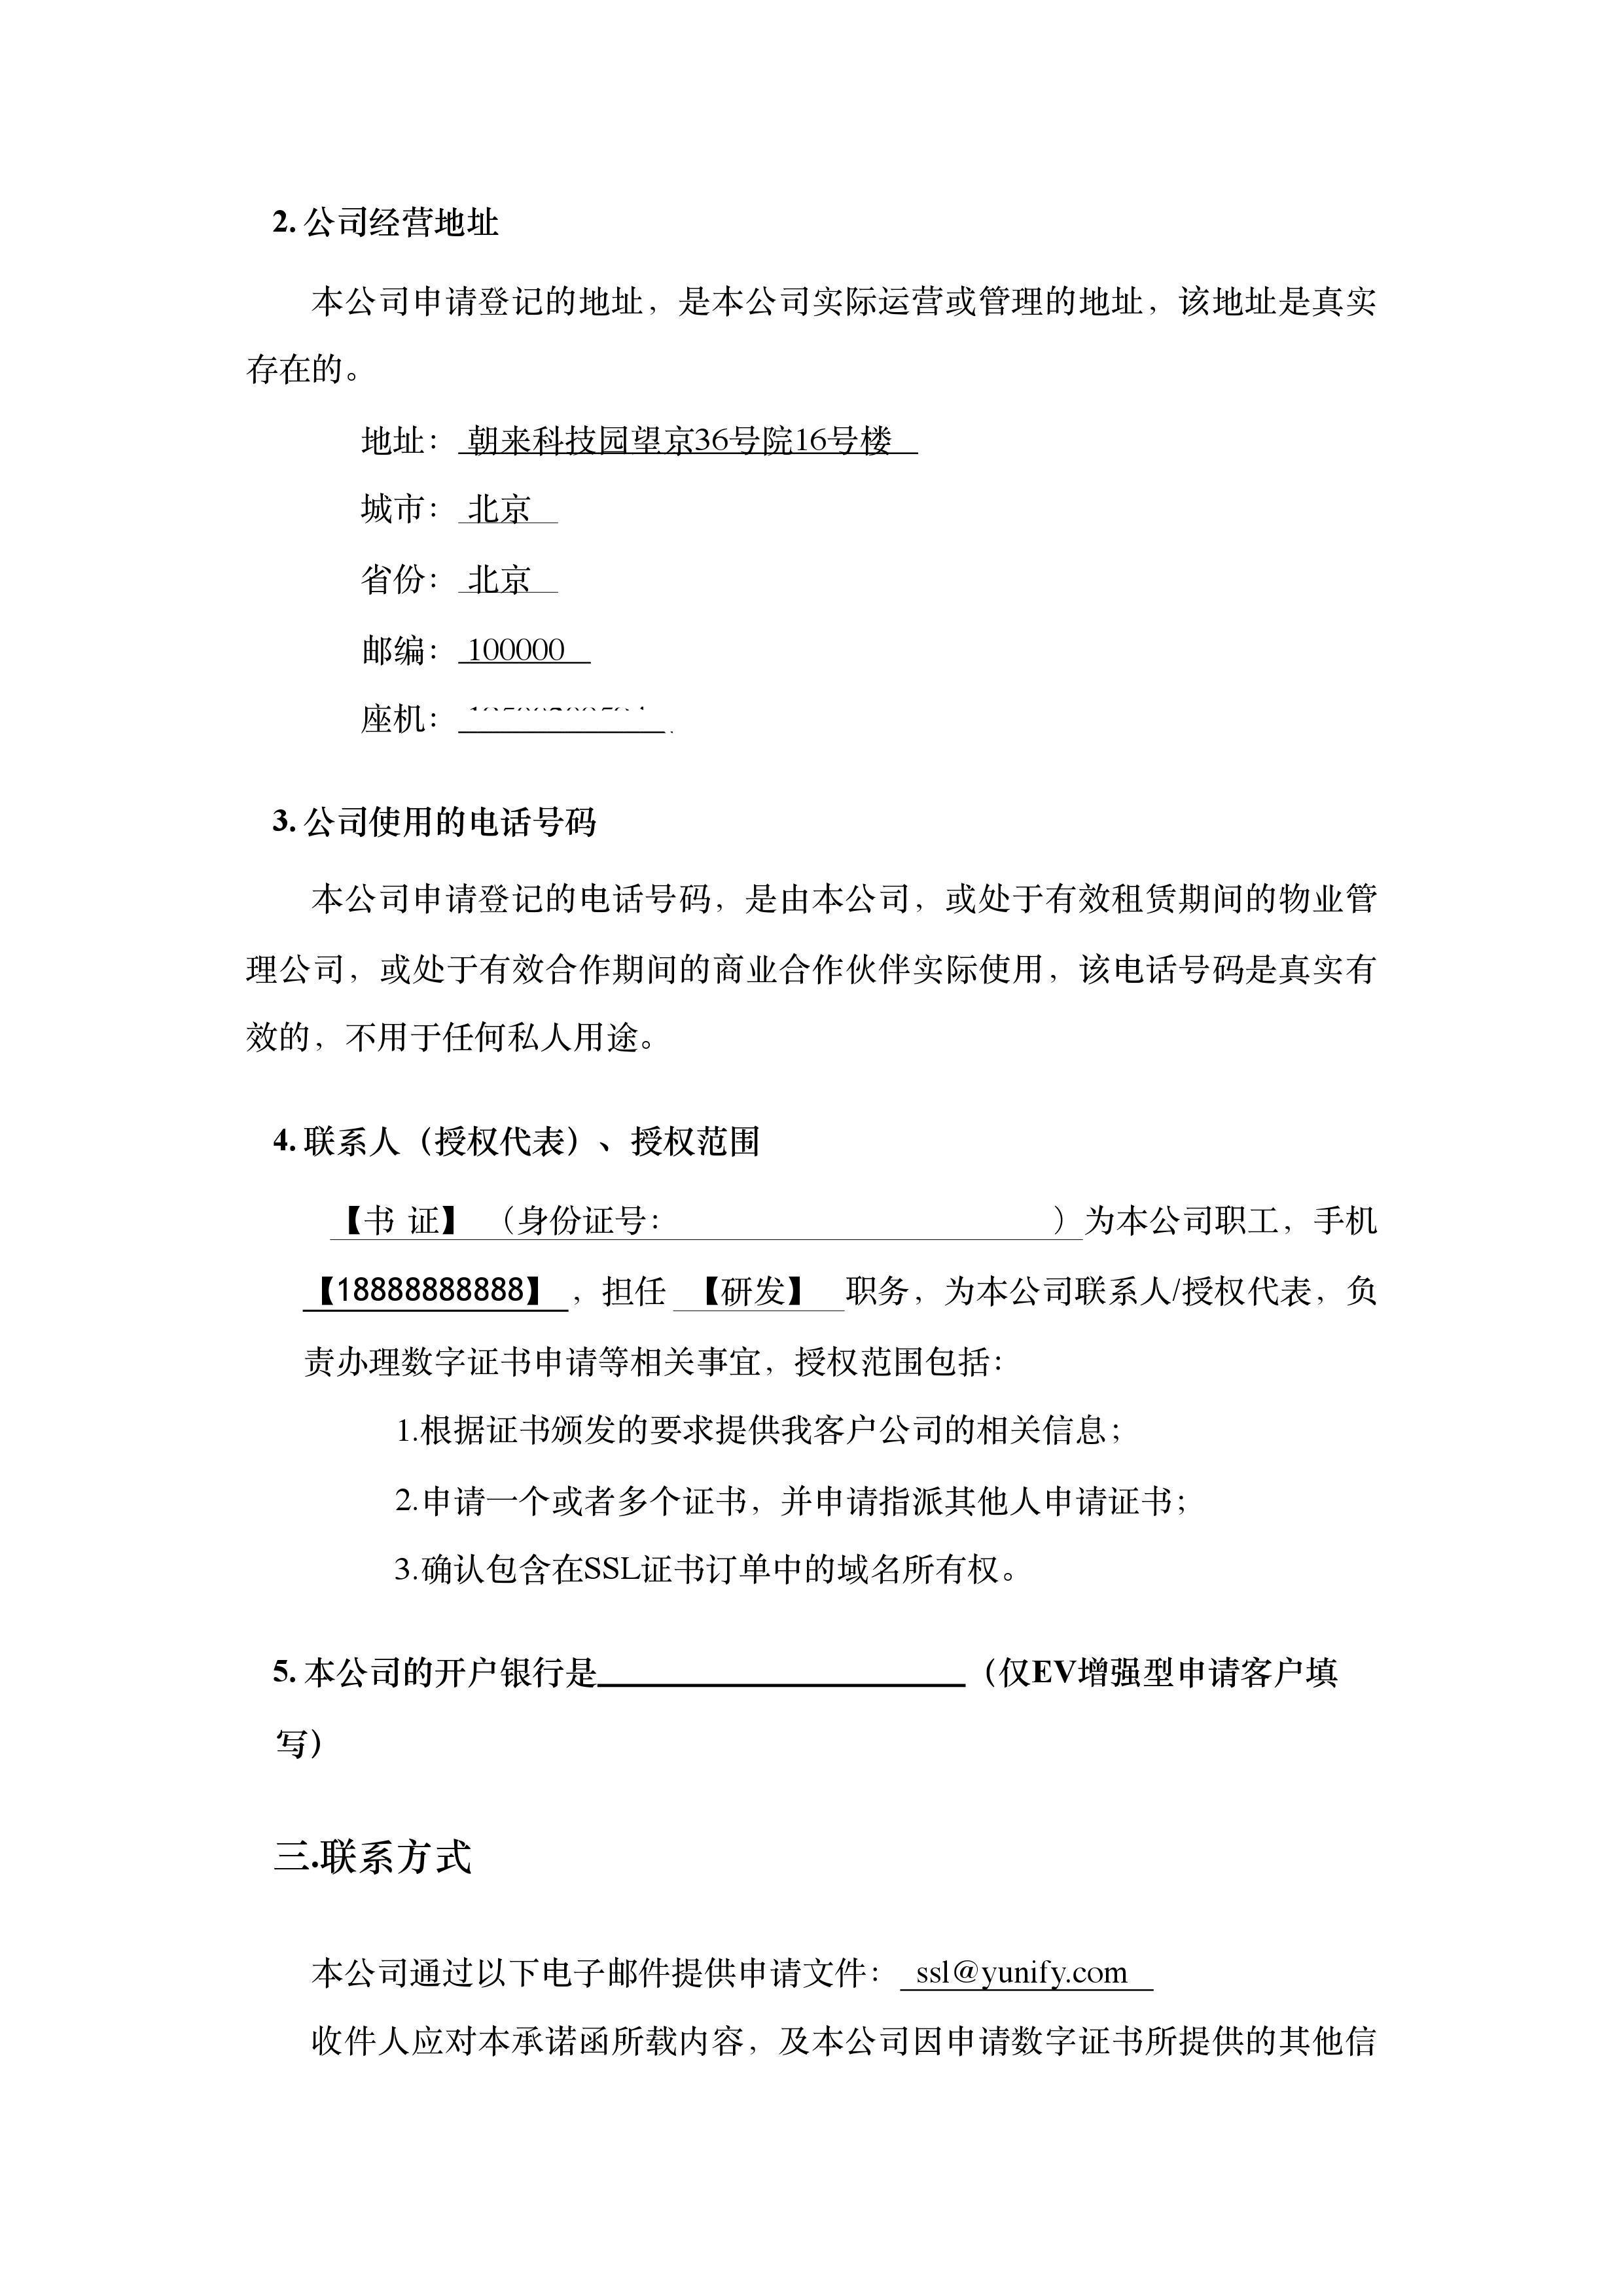 2. 公司经营地址
本公司申请登记的地址，是本公司实际运营或管理的地址，该地址是真实
存在的。
地址： 朝来科技园望京36号院16号楼
城市： 北京
省份： 北京
邮编： 100000
座机：
3. 公司使用的电话号码
本公司申请登记的电话号码，是由本公司，或处于有效租赁期间的物业管
理公司，或处于有效合作期间的商业合作伙伴实际使用，该电话号码是真实有
效的，不用于任何私人用途。
4. 联系人（授权代表）、授权范围
【书 证】 （身份证号： ）为本公司职工，手机
【18888888888】 ，担任 【研发】 职务，为本公司联系人/授权代表，负
责办理数字证书申请等相关事宜，授权范围包括：
1.根据证书颁发的要求提供我客户公司的相关信息；
2.申请一个或者多个证书，并申请指派其他人申请证书；
3.确认包含在SSL证书订单中的域名所有权。
5. 本公司的开户银行是 （仅EV增强型申请客户填
写）
三.联系方式
本公司通过以下电子邮件提供申请文件： ssl@yunify.com
收件人应对本承诺函所载内容，及本公司因申请数字证书所提供的其他信